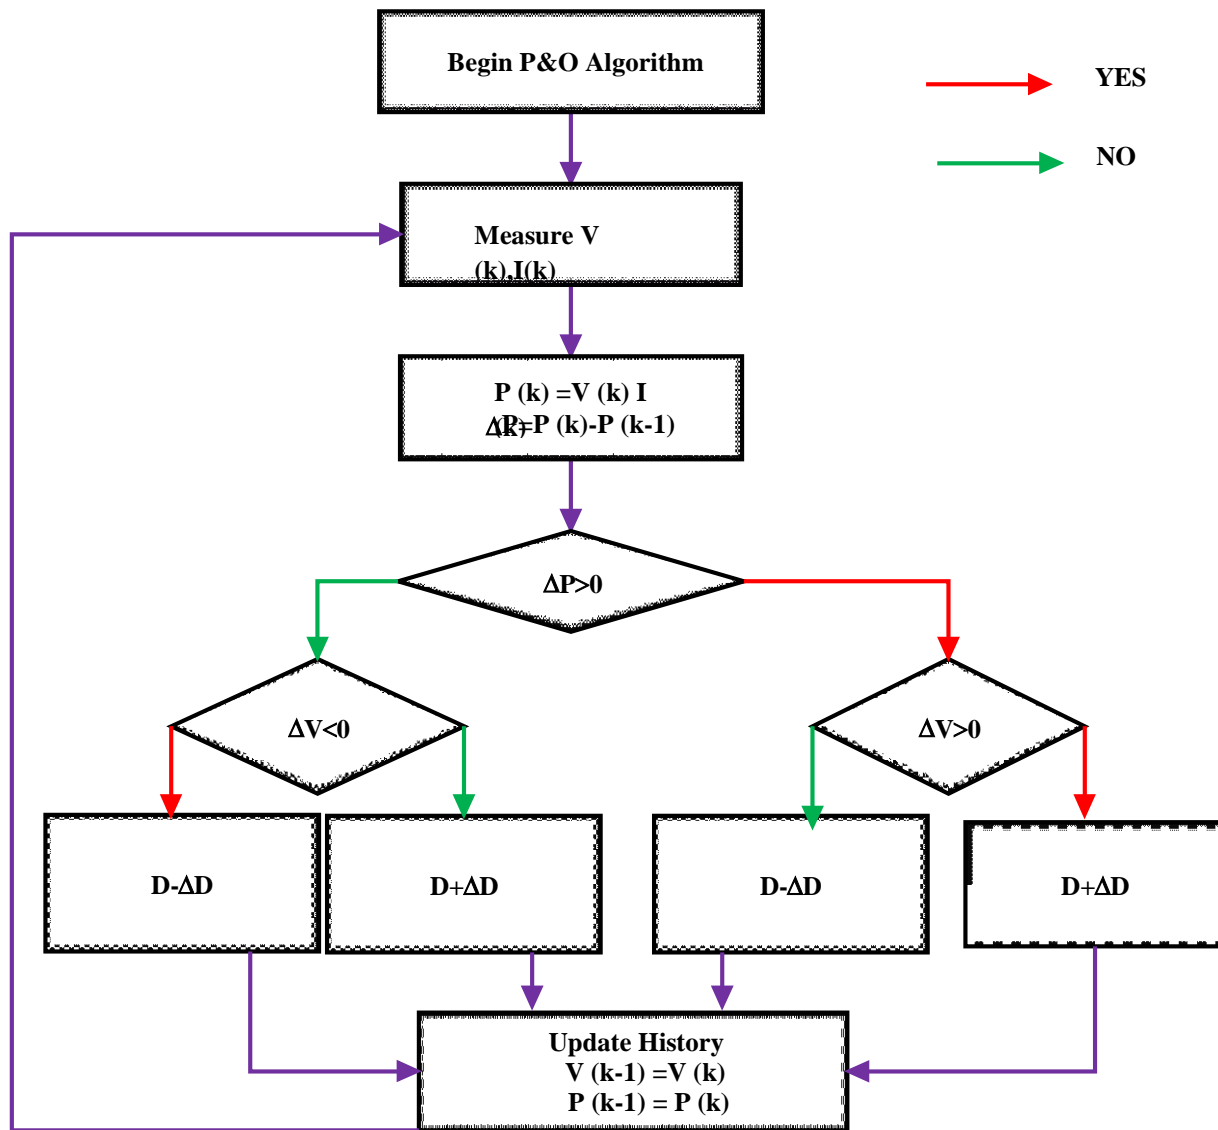 Begin P&O Algorithm
YES
NO
Measure V
(k),I(k)
P (k) =V (k) I
(k)
ΔP=P (k)-P (k-1)
ΔP>0
ΔV<0
ΔV>0
D-ΔD
D+ΔD
D-ΔD
D+ΔD
Update History
V (k-1) =V (k)
P (k-1) = P (k)